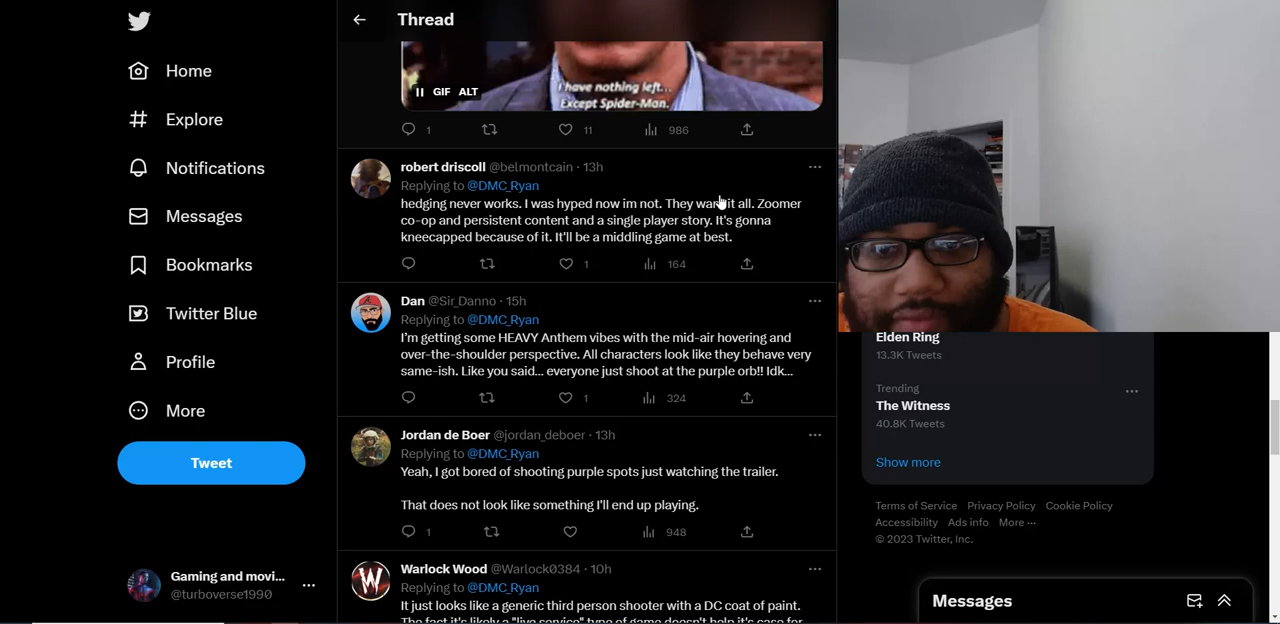 Thread
Home
Explore
Notifications
Messages
Bookmarks
Twitter Blue
Profile
More
Tweet
Gaming and movi...
@turboverse1990
I have nothing left...
Except Spider-Man.
GIF ALT
1 11 986
robert driscoll @belmontcain · 13h
Replying to @DMC_Ryan
hedging never works. I was hyped now im not. They want it all. Zoomer
co-op and persistent content and a single player story. It's gonna
kneecapped because of it. It'll be a middling game at best.
1 164
Dan @Sir_Danno · 15h
Replying to @DMC_Ryan
I'm getting some HEAVY Anthem vibes with the mid-air hovering and
over-the-shoulder perspective. All characters look like they behave very
same-ish. Like you said... everyone just shoot at the purple orb!! Idk...
1 324
Jordan de Boer @jordan_deboer · 13h
Replying to @DMC_Ryan
Yeah, I got bored of shooting purple spots just watching the trailer.
That does not look like something I'll end up playing.
1 948
Warlock Wood @Warlock0384 · 10h
Replying to @DMC_Ryan
It just looks like a generic third person shooter with a DC coat of paint.
The fact it's likely a "live service" type of game doesn't help it's case for
Elden Ring
13.3K Tweets
Trending
The Witness
40.8K Tweets
Show more
Terms of Service Privacy Policy Cookie Policy
Accessibility Ads info More ...
© 2023 Twitter, Inc.
Messages